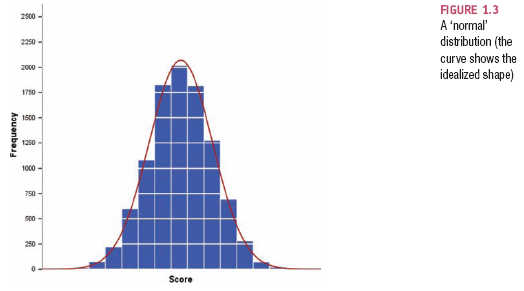 FIGURE 1.3
A ‘normal’
distribution (the
curve shows the
idealized shape)
2500
2250
2000
1750
1500
1250
1000
750
500
250
0
Frequency
Score